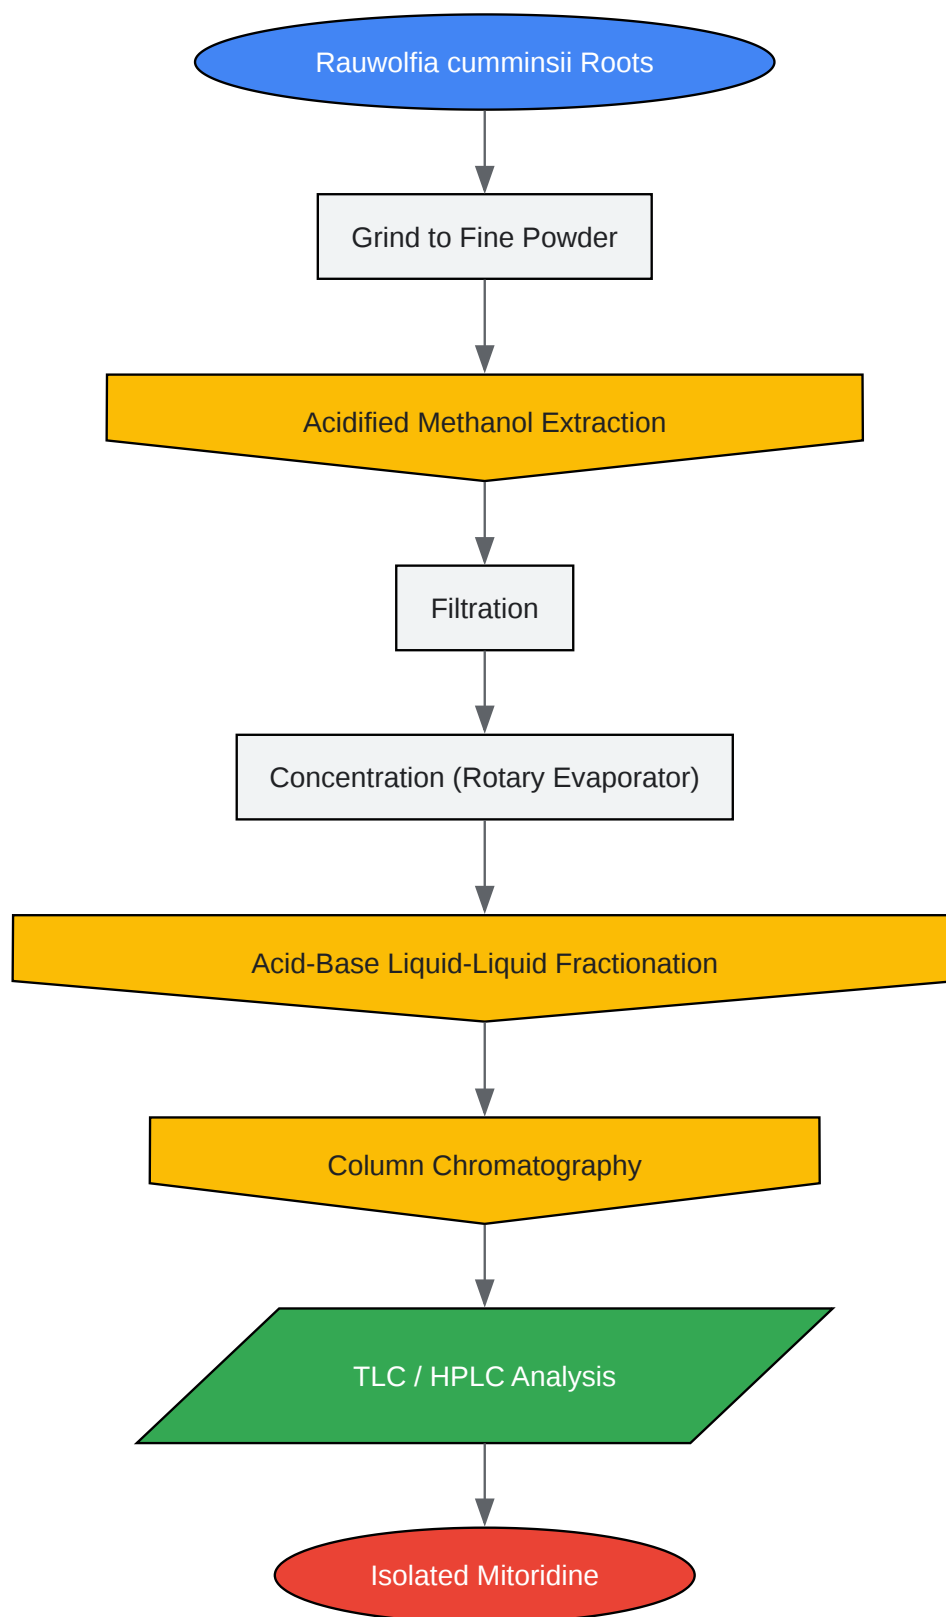 Rauwolfia cumminsii Roots
Grind to Fine Powder
Acidified Methanol Extraction
Filtration
Concentration (Rotary Evaporator)
Acid-Base Liquid-Liquid Fractionation
Column Chromatography
TLC / HPLC Analysis
Isolated Mitoridine